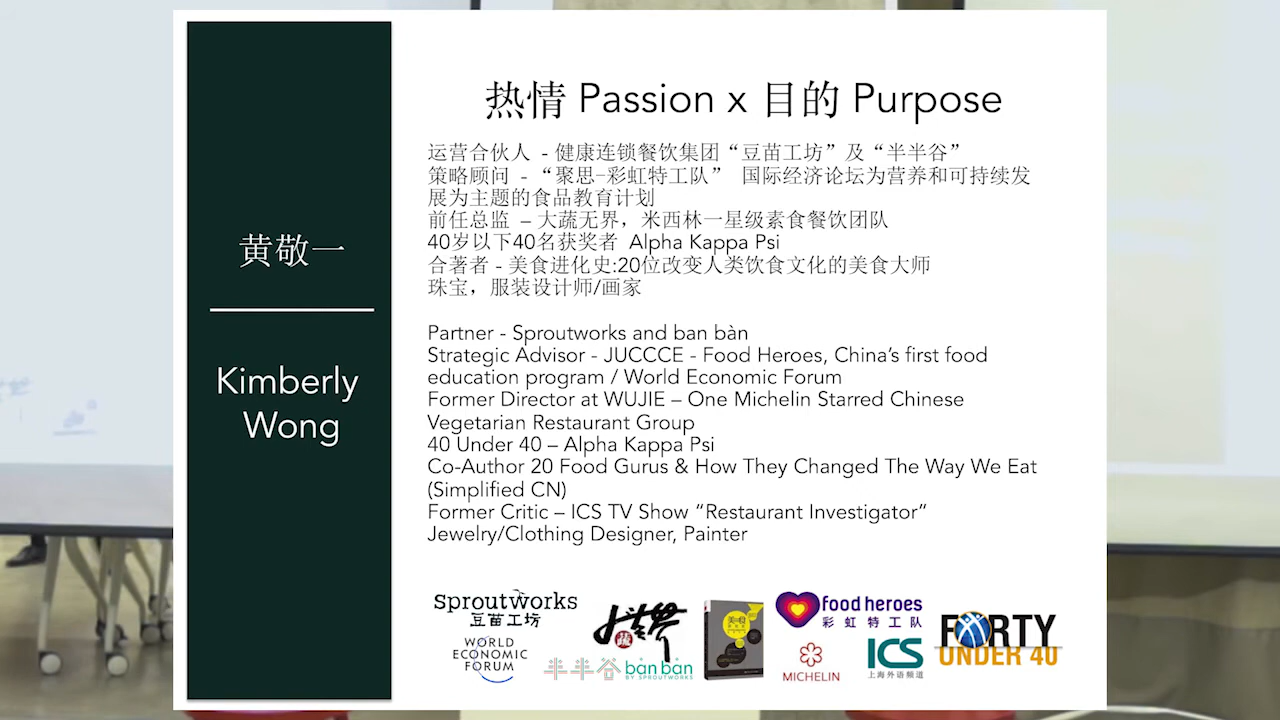 黄敬一
Kimberly
Wong
热情 Passion x 目的 Purpose
运营合伙人 - 健康连锁餐饮集团“豆苗工坊”及“半半谷”
策略顾问 - “聚思-彩虹特工队” 国际经济论坛为营养和可持续发
展为主题的食品教育计划
前任总监 – 大蔬无界，米西林一星级素食餐饮团队
40岁以下40名获奖者 Alpha Kappa Psi
合著者 - 美食进化史:20位改变人类饮食文化的美食大师
珠宝，服装设计师/画家
Partner - Sproutworks and ban bàn
Strategic Advisor - JUCCCE - Food Heroes, China’s first food
education program / World Economic Forum
Former Director at WUJIE – One Michelin Starred Chinese
Vegetarian Restaurant Group
40 Under 40 – Alpha Kappa Psi
Co-Author 20 Food Gurus & How They Changed The Way We Eat
(Simplified CN)
Former Critic – ICS TV Show “Restaurant Investigator”
Jewelry/Clothing Designer, Painter
sproutworks
豆苗工坊
WORLD
ECONOMIC
FORUM
半半谷 bàn bàn
BY SPROUTWORKS
food heroes
彩虹特工队
MICHELIN
ICS
上海外语频道
FORTY
UNDER 40